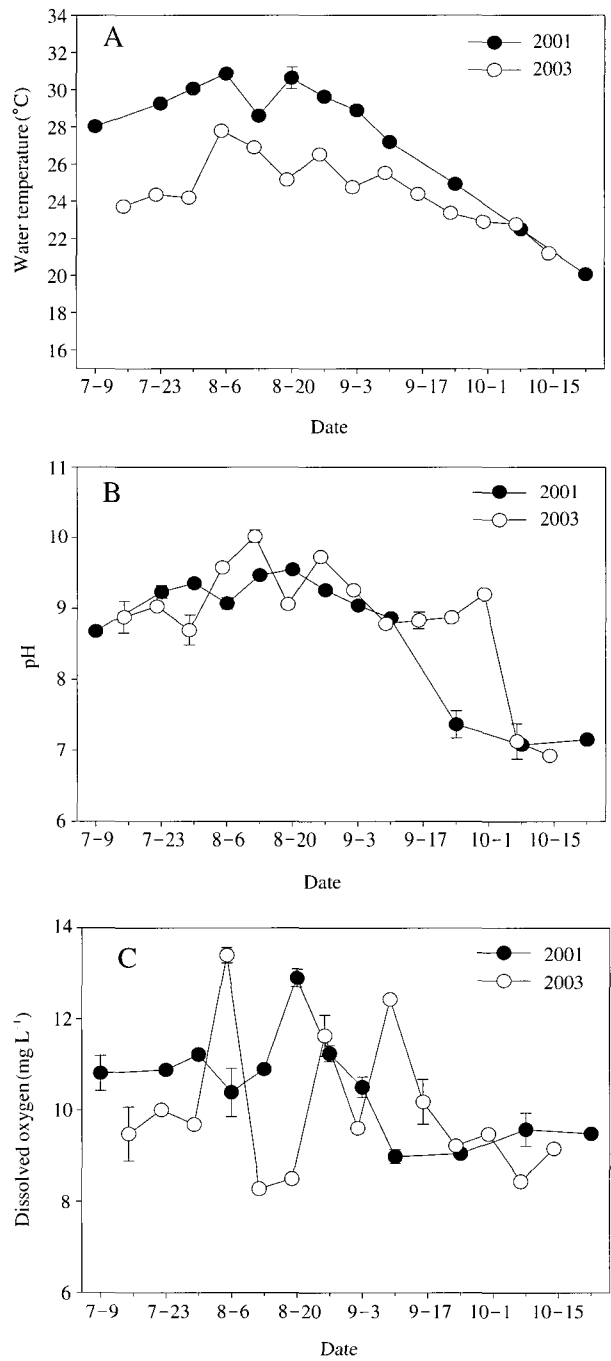 A
2001
2003
Water temperature (°C)
34
32
30
28
26
24
22
20
18
16
7-9 7-23 8-6 8-20 9-3 9-17 10-1 10-15
Date
B
2001
2003
pH
11
10
9
8
7
6
7-9 7-23 8-6 8-20 9-3 9-17 10-1 10-15
Date
C
2001
2003
Dissolved oxygen (mg L⁻¹)
14
12
10
8
6
7-9 7-23 8-6 8-20 9-3 9-17 10-1 10-15
Date